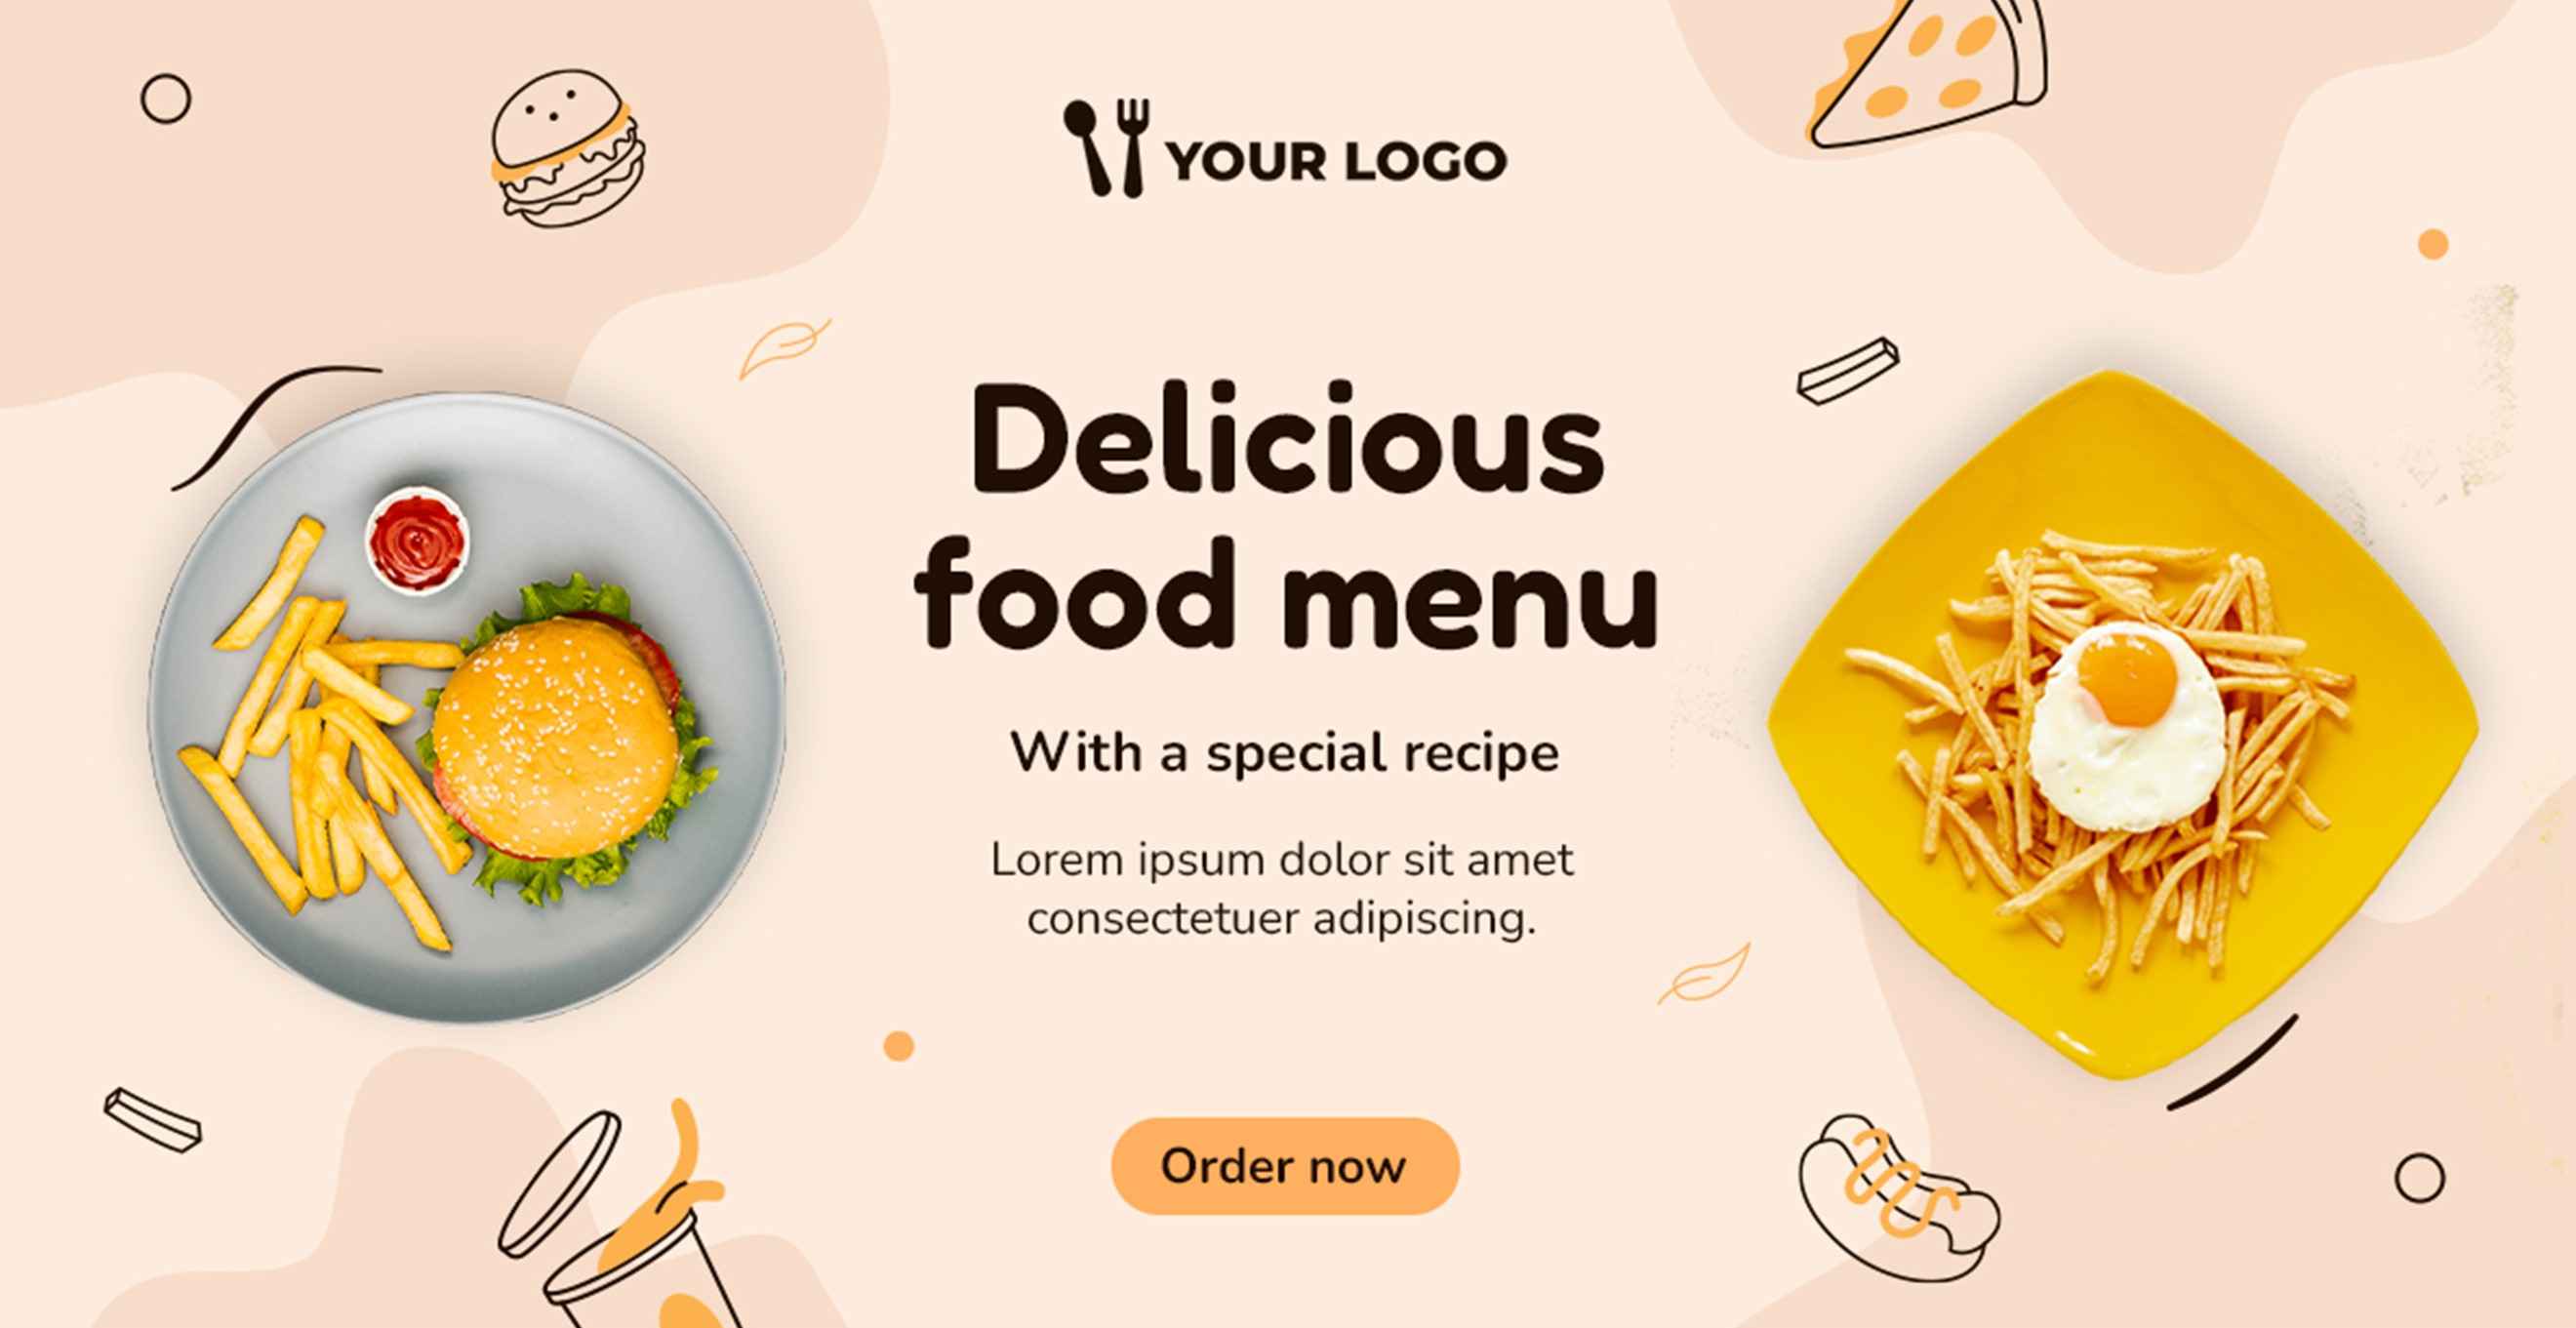 YOUR LOGO
Delicious
food menu
With a special recipe
Lorem ipsum dolor sit amet
consectetuer adipiscing.
Order now